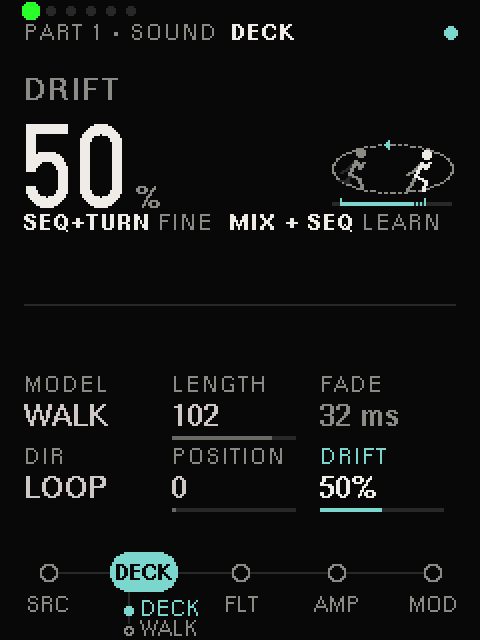 PART 1 · SOUND DECK
DRIFT
50 %
SEQ+TURN FINE MIX + SEQ LEARN
MODEL LENGTH FADE
WALK 102 32 ms
DIR POSITION DRIFT
LOOP 0 50%
DECK
SRC DECK FLT AMP MOD
WALK